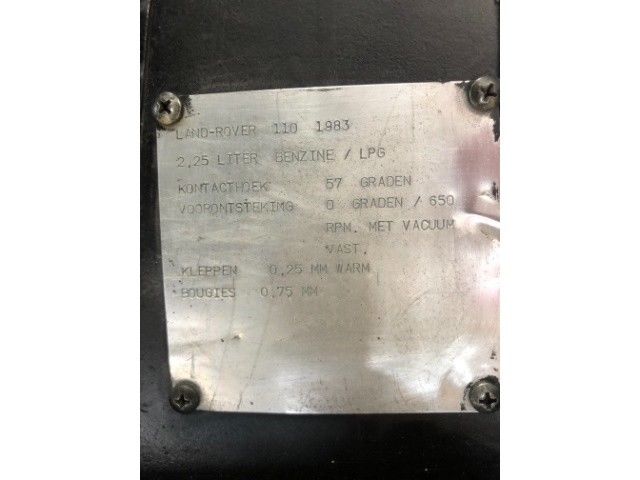 LAND-ROVER 110 1983
2,25 LITER BENZINE / LPG
KONTACTHOEK 57 GRADEN
VOORONTSTEKIMG 0 GRADEN / 650
RPM. MET VACUUM
VAST.
KLEPPEN 0,25 MM WARM
BOUGIES 0,75 MM